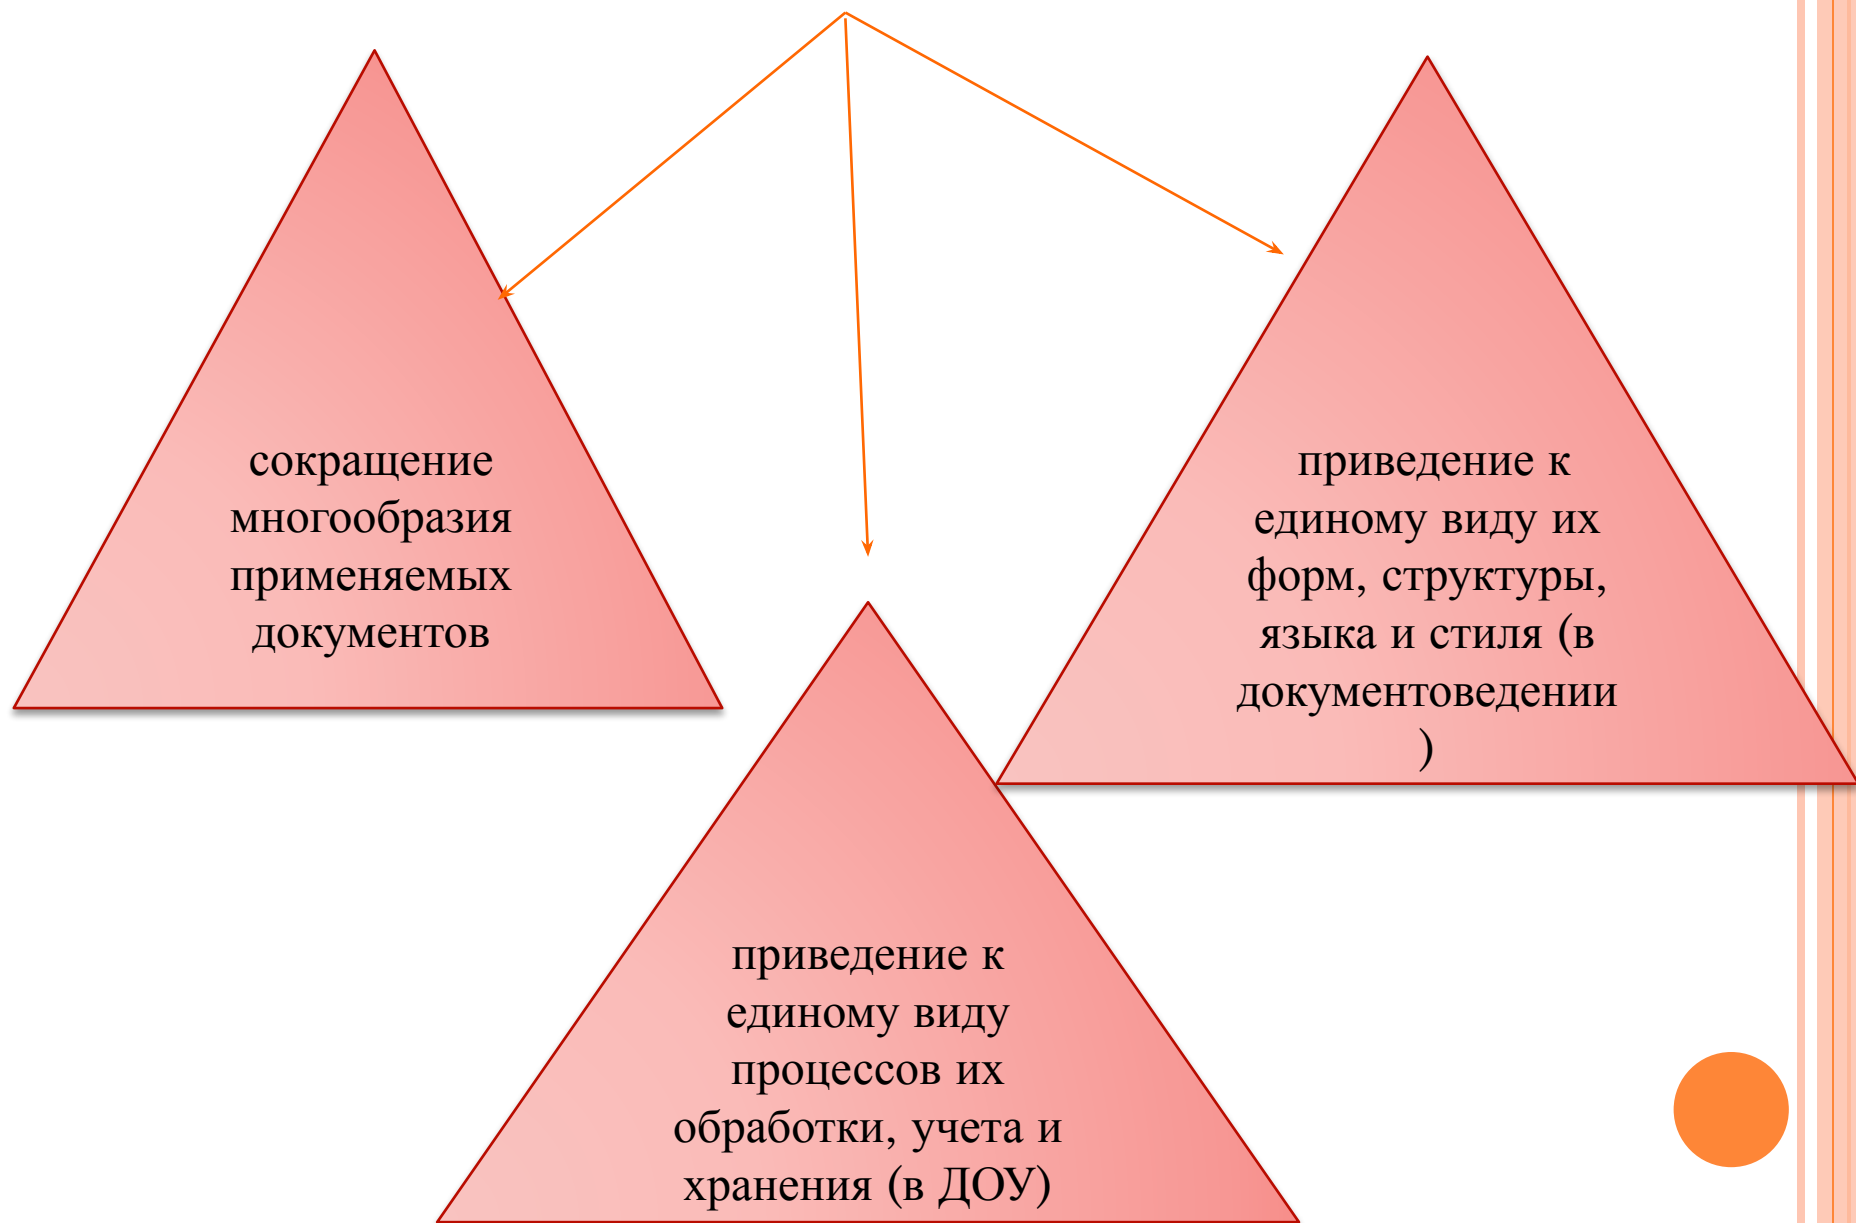 сокращение
многообразия
применяемых
документов
приведение к
единому виду их
форм, структуры,
языка и стиля (в
документоведении
)
приведение к
единому виду
процессов их
обработки, учета и
хранения (в ДОУ)